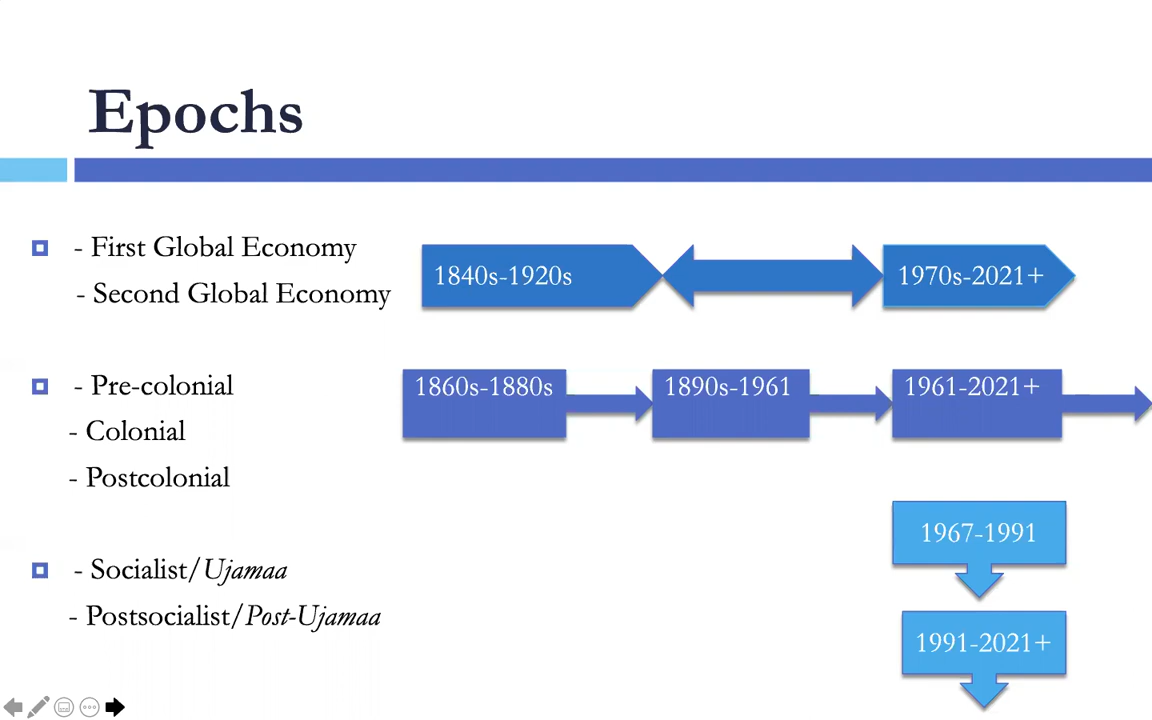 Epochs
- First Global Economy
- Second Global Economy
1840s-1920s
1970s-2021+
- Pre-colonial
- Colonial
- Postcolonial
1860s-1880s
1890s-1961
1961-2021+
- Socialist/Ujamaa
- Postsocialist/Post-Ujamaa
1967-1991
1991-2021+